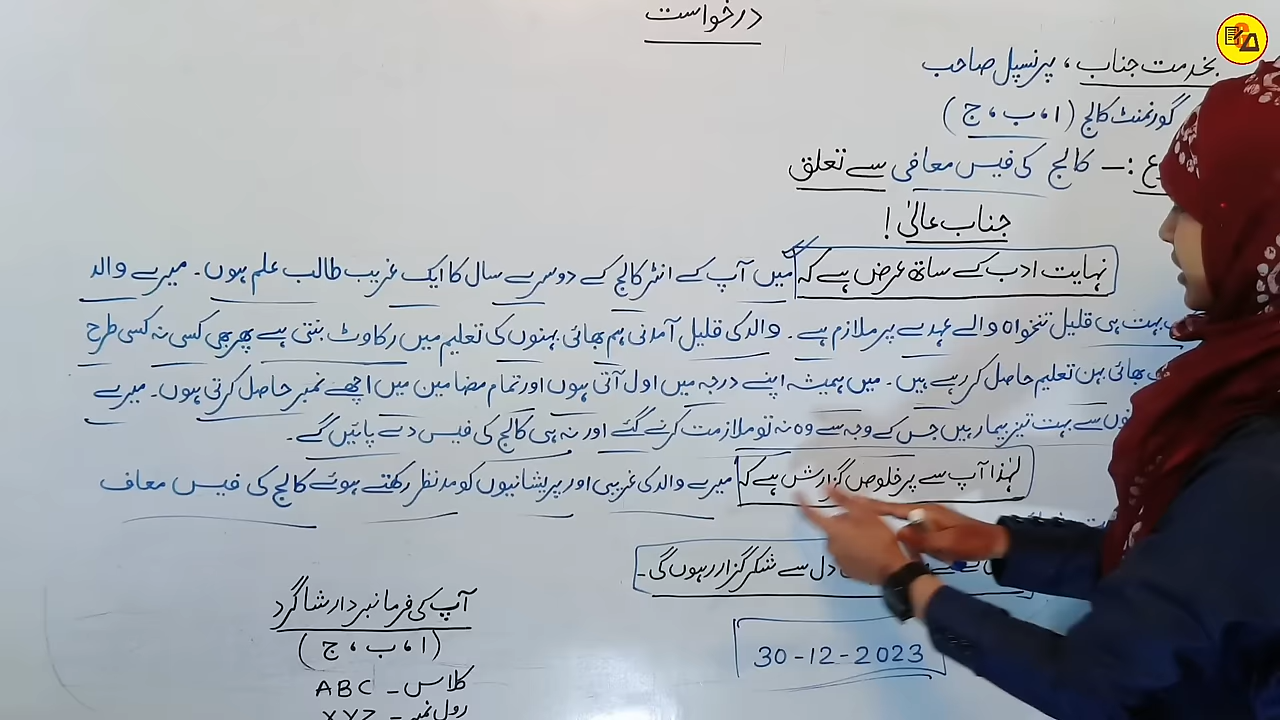 درخواست
بخدمت جناب ، پرنسپل صاحب
گورنمنٹ کالج (ا ، ب ، ج)
:— کالج کی فیس معافی سے تعلق
جناب عالیٰ !
نہایت ادب کے ساتھ عرض ہے کہ میں آپ کے انٹر کالج کے دوسرے سال کا ایک غریب طالب علم ہوں۔ میرے والد
بہت ہی قلیل تنخواہ والے عہدے پر ملازم ہے ۔ والد کی قلیل آمدنی ہم بھائی بہنوں کی تعلیم میں رکاوٹ بنتی ہے پھر بھی کسی نہ کسی طرح
بھائی بہن تعلیم حاصل کر رہے ہیں۔ میں ہمیشہ اپنے درجہ میں اول آتی ہوں اور تمام مضامین میں اچھے نمبر حاصل کرتی ہوں۔ میرے
سے بہت تیز بیمار ہیں جس کے وجہ سے وہ نہ تو ملازمت کرنے گئے اور نہ ہی کالج کی فیس دے پائیں گے۔
لہٰذا آپ سے پر خلوص گزارش ہے کہ میرے والد کی غریبی اور پریشانیوں کو مد نظر رکھتے ہوئے کالج کی فیس معاف
دل سے شکر گزار رہوں گی۔
آپ کی فرمانبردار شاگرد
(ا ، ب ، ج)
کلاس - ABC
رول نمبر - XYZ
30-12-2023